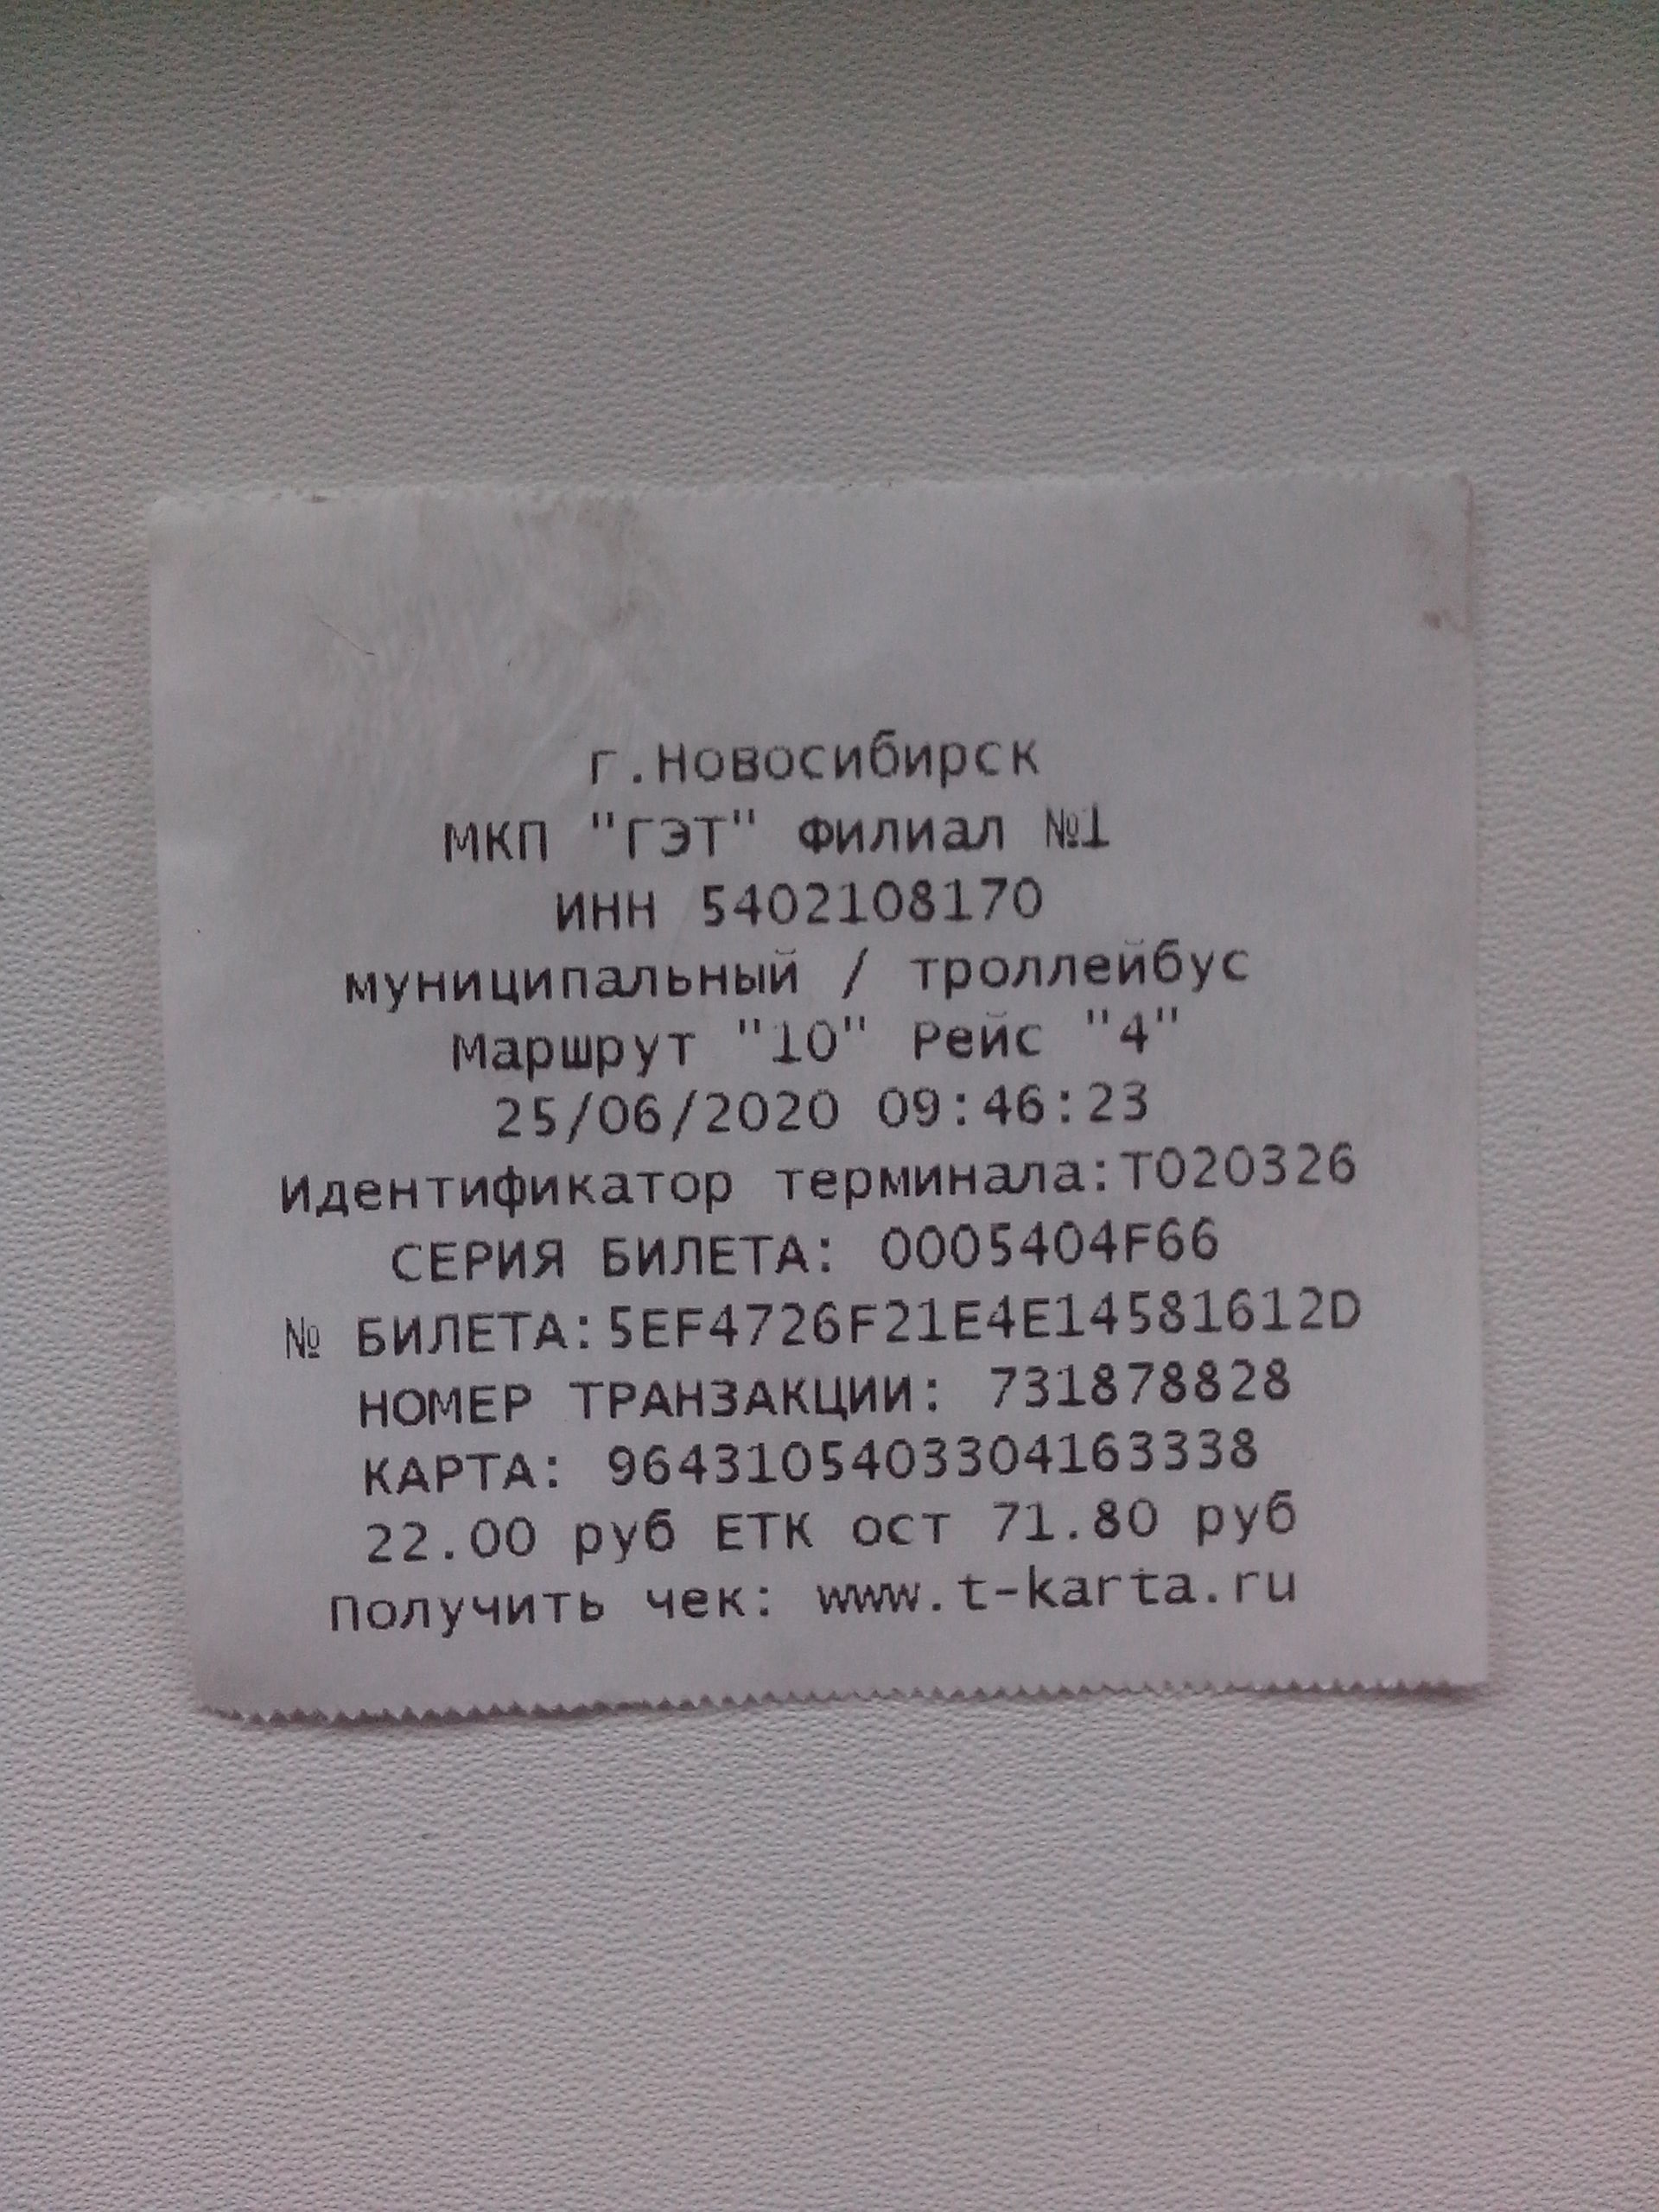 г.Новосибирск
МКП "ГЭТ" Филиал №1
ИНН 5402108170
муниципальный / троллейбус
Маршрут "10" Рейс "4"
25/06/2020 09:46:23
Идентификатор терминала:T020326
СЕРИЯ БИЛЕТА: 0005404F66
№ БИЛЕТА:5EF4726F21E4E14581612D
НОМЕР ТРАНЗАКЦИИ: 731878828
КАРТА: 9643105403304163338
22.00 руб ЕТК ост 71.80 руб
Получить чек: www.t-karta.ru